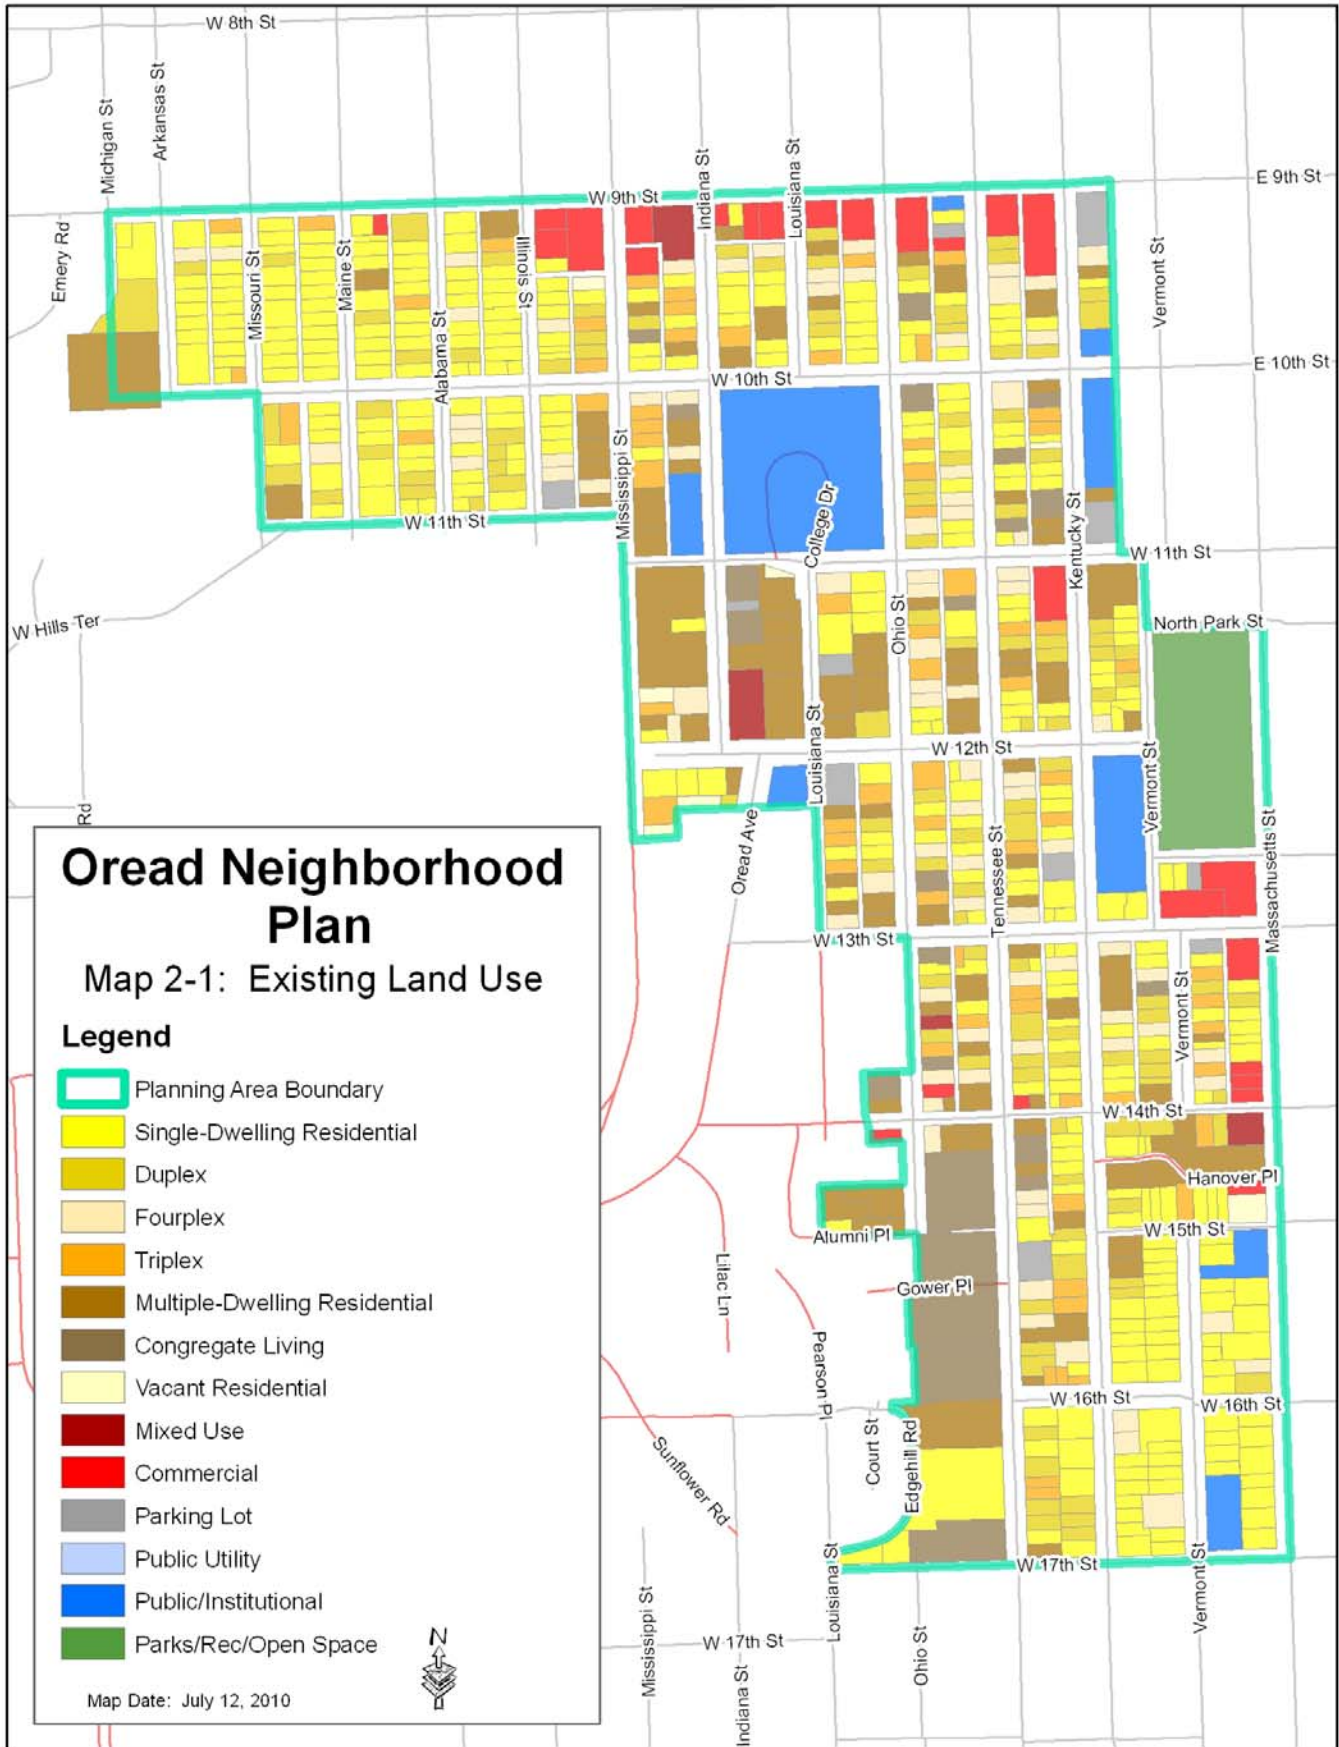 W 8th St
Michigan St
Arkansas St
Indiana St
Louisiana St
W 9th St
E 9th St
Emery Rd
Missouri St
Maine St
Illinois St
Vermont St
Alabama St
W 10th St
E 10th St
Mississippi St
College Dr
Kentucky St
W 11th St
W 11th St
W Hills Ter
Ohio St
North Park St
Louisiana St
W 12th St
Vermont St
Rd
Oread Ave
Tennessee St
Massachusetts St
W 13th St
Vermont St
W 14th St
Hanover Pl
W 15th St
Alumni Pl
Lilac Ln
Gower Pl
Pearson Pl
W 16th St
W 16th St
Court St
Edgehill Rd
Sunflower Rd
Louisiana St
W 17th St
Vermont St
Mississippi St
W 17th St
Indiana St
Ohio St
Oread Neighborhood
Plan
Map 2-1: Existing Land Use
Legend
Planning Area Boundary
Single-Dwelling Residential
Duplex
Fourplex
Triplex
Multiple-Dwelling Residential
Congregate Living
Vacant Residential
Mixed Use
Commercial
Parking Lot
Public Utility
Public/Institutional
Parks/Rec/Open Space
N
Map Date: July 12, 2010